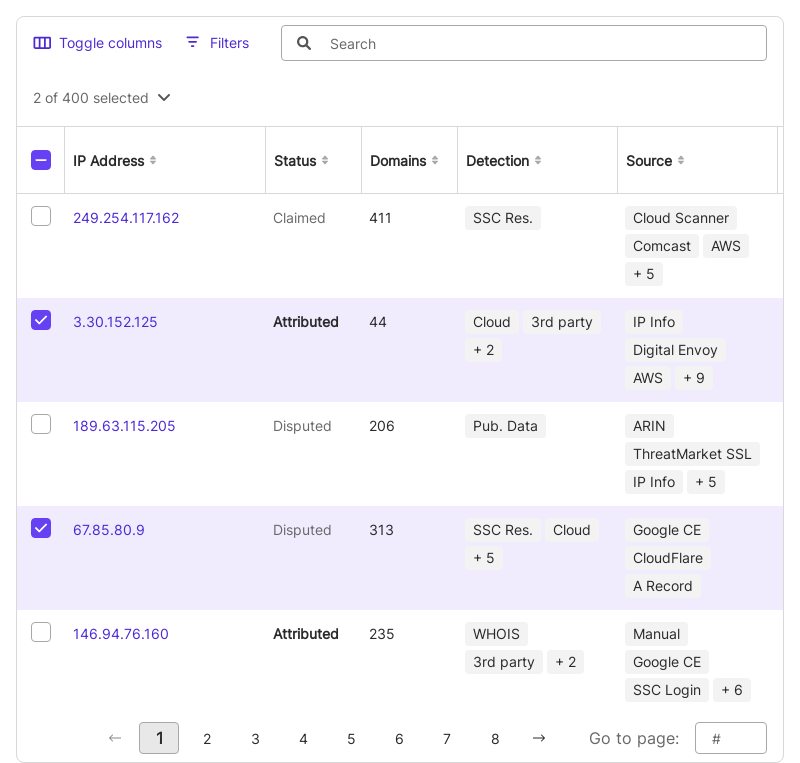 Toggle columns Filters Search
2 of 400 selected
IP Address Status Domains Detection Source
249.254.117.162 Claimed 411 SSC Res. Cloud Scanner
Comcast AWS
+ 5
3.30.152.125 Attributed 44 Cloud 3rd party IP Info
+ 2 Digital Envoy
AWS + 9
189.63.115.205 Disputed 206 Pub. Data ARIN
ThreatMarket SSL
IP Info + 5
67.85.80.9 Disputed 313 SSC Res. Cloud Google CE
+ 5 CloudFlare
A Record
146.94.76.160 Attributed 235 WHOIS Manual
3rd party + 2 Google CE
SSC Login + 6
← 1 2 3 4 5 6 7 8 → Go to page: #